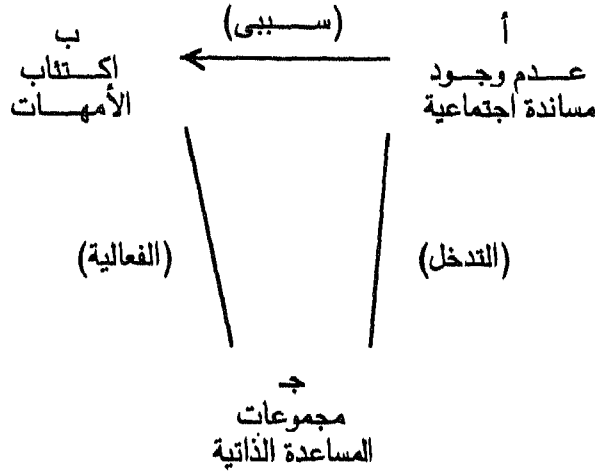 أ
عدم وجود
مساندة اجتماعية
(سببى)
ب
اكتئاب
الأمهات
(التدخل)
(الفعالية)
جـ
مجموعات
المساعدة الذاتية